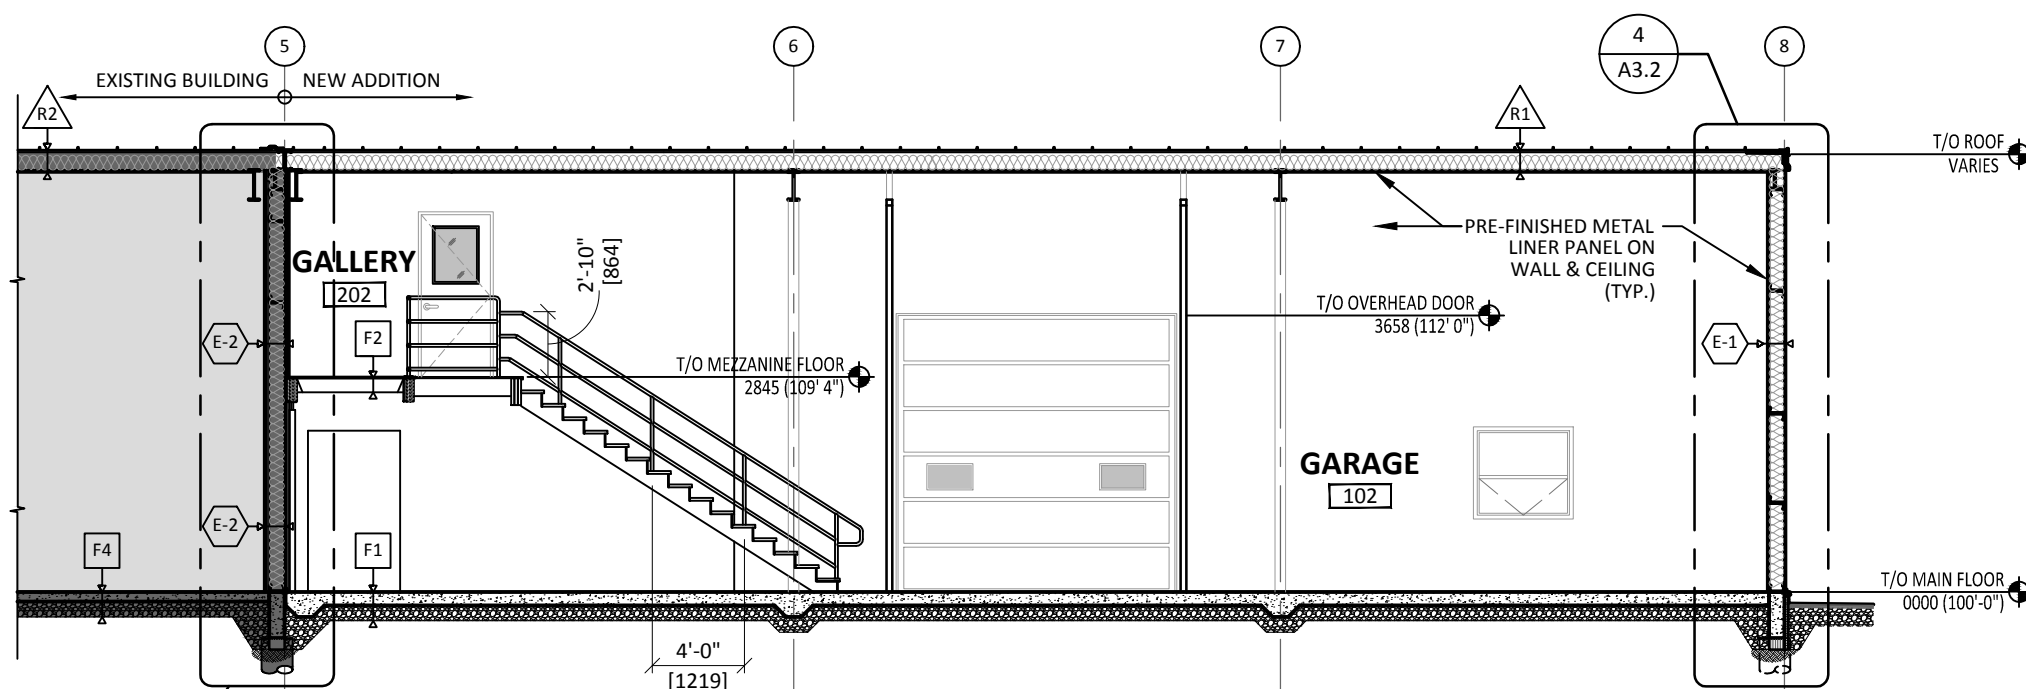 5
6
7
4
A3.2
8
EXISTING BUILDING
NEW ADDITION
R2
R1
T/O ROOF
VARIES
GALLERY
202
2'-10"
[864]
PRE-FINISHED METAL
LINER PANEL ON
WALL & CEILING
(TYP.)
T/O OVERHEAD DOOR
3658 (112' 0")
E-2
F2
E-1
T/O MEZZANINE FLOOR
2845 (109' 4")
GARAGE
102
E-2
F4
F1
T/O MAIN FLOOR
0000 (100'-0")
4'-0"
[1219]